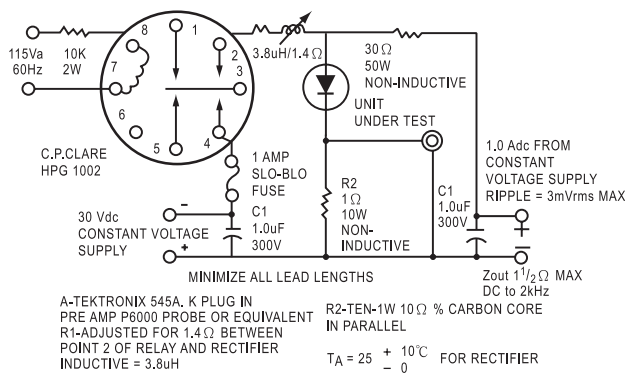 115Va
60Hz
10K
2W
8
1
2
3
7
6
5
4
3.8uH/1.4Ω
30Ω
50W
NON-INDUCTIVE
UNIT
UNDER TEST
C.P.CLARE
HPG 1002
1 AMP
SLO-BLO
FUSE
1.0 Adc FROM
CONSTANT
VOLTAGE SUPPLY
RIPPLE = 3mVrms MAX
R2
1Ω
10W
NON-
INDUCTIVE
C1
1.0uF
300V
30 Vdc
CONSTANT VOLTAGE
SUPPLY
−
+
C1
1.0uF
300V
+
−
Zout 1 1/2 Ω MAX
DC to 2kHz
MINIMIZE ALL LEAD LENGTHS
A-TEKTRONIX 545A, K PLUG IN
PRE AMP P6000 PROBE OR EQUIVALENT
R1-ADJUSTED FOR 1.4Ω BETWEEN
POINT 2 OF RELAY AND RECTIFIER
INDUCTIVE = 3.8uH
R2-TEN-1W 10Ω % CARBON CORE
IN PARALLEL
TA = 25 + 10℃ FOR RECTIFIER
− 0